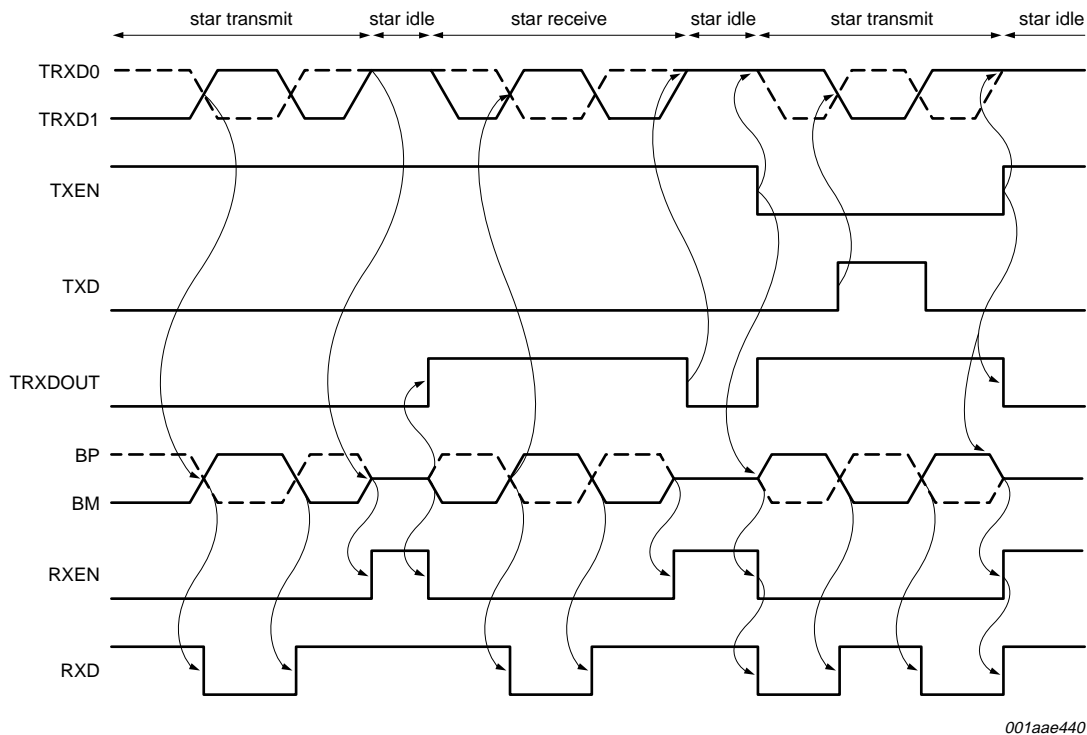 star transmit star idle star receive star idle star transmit star idle
TRXD0
TRXD1
TXEN
TXD
TRXDOUT
BP
BM
RXEN
RXD
001aae440